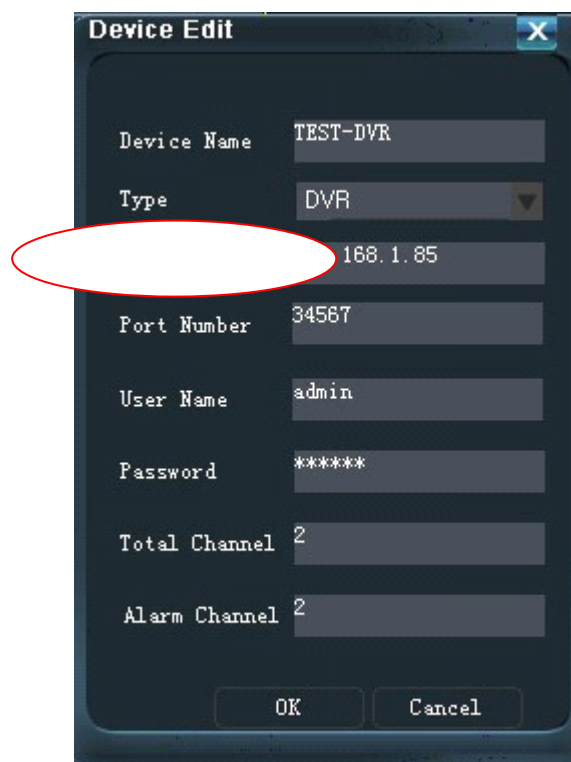 Device Edit
X
Device Name TEST-DVR
Type DVR
168.1.85
Port Number 34567
User Name admin
Password ******
Total Channel 2
Alarm Channel 2
OK Cancel